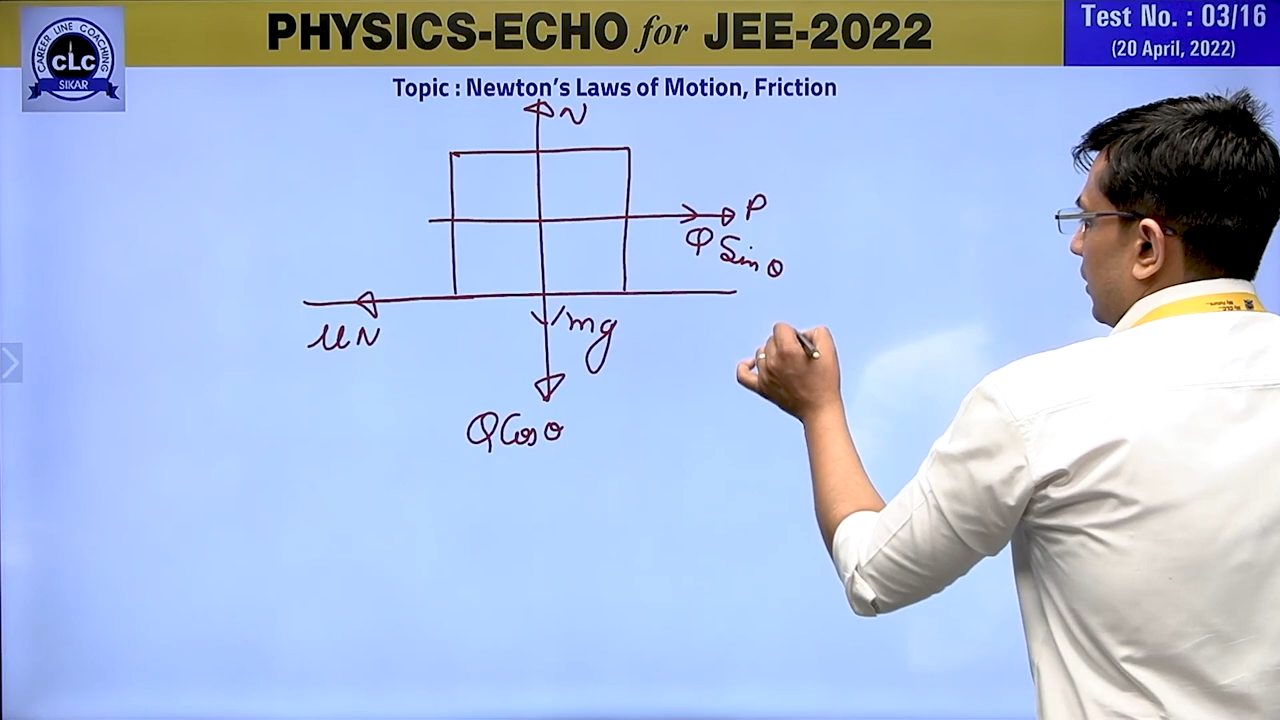 PHYSICS-ECHO for JEE-2022
Test No. : 03/16
(20 April, 2022)
CAREER LINE COACHING
CLC
SIKAR
Topic : Newton's Laws of Motion, Friction
N
P
Q Sin θ
μN
mg
Q Cos θ